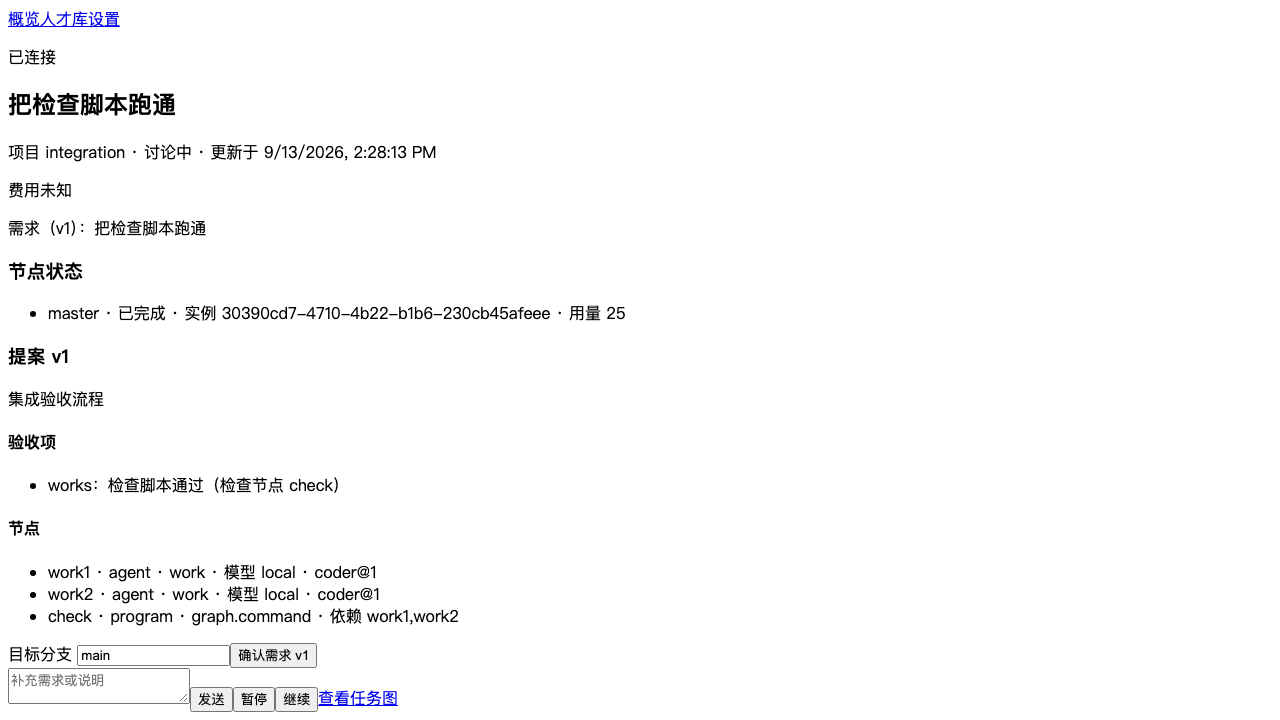 概览人才库设置
已连接
把检查脚本跑通
项目 integration · 讨论中 · 更新于 9/13/2026, 2:28:13 PM
费用未知
需求（v1）：把检查脚本跑通
节点状态
master · 已完成 · 实例 30390cd7-4710-4b22-b1b6-230cb45afeee · 用量 25
提案 v1
集成验收流程
验收项
works：检查脚本通过（检查节点 check）
节点
work1 · agent · work · 模型 local · coder@1
work2 · agent · work · 模型 local · coder@1
check · program · graph.command · 依赖 work1,work2
目标分支 main 确认需求 v1
补充需求或说明 发送 暂停 继续 查看任务图